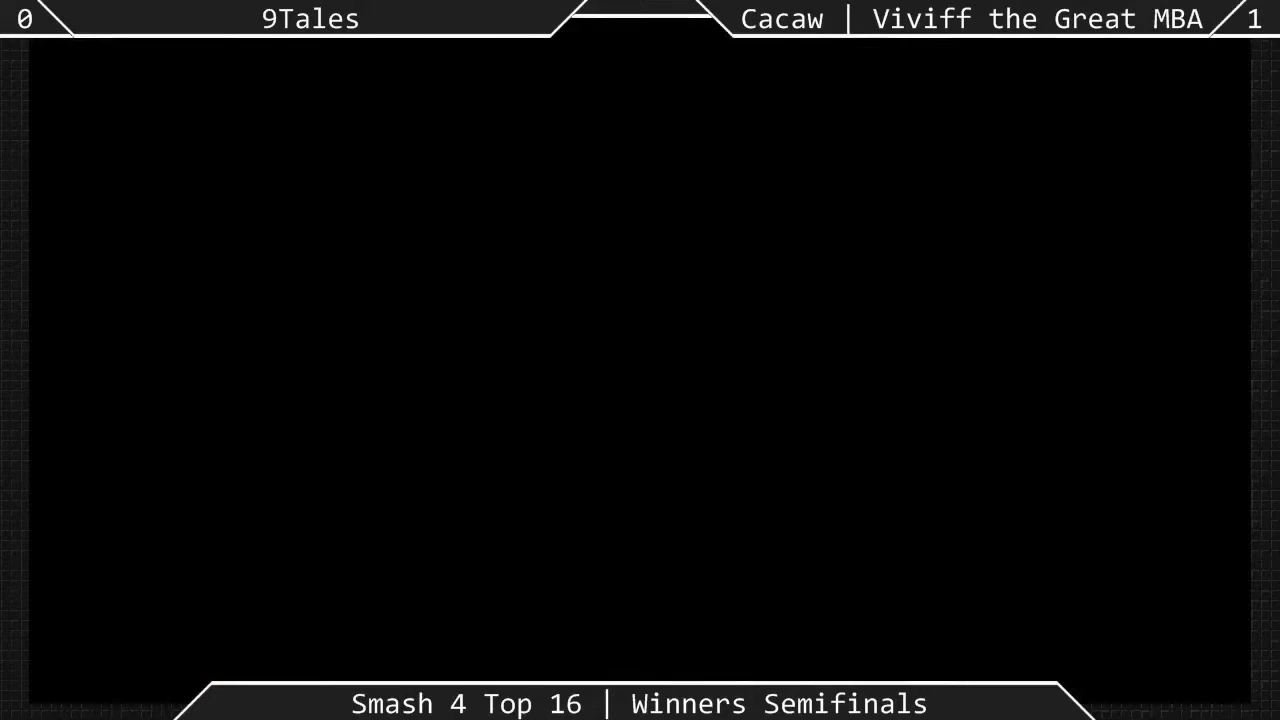 0 9Tales Cacaw | Viviff the Great MBA 1
Smash 4 Top 16 | Winners Semifinals